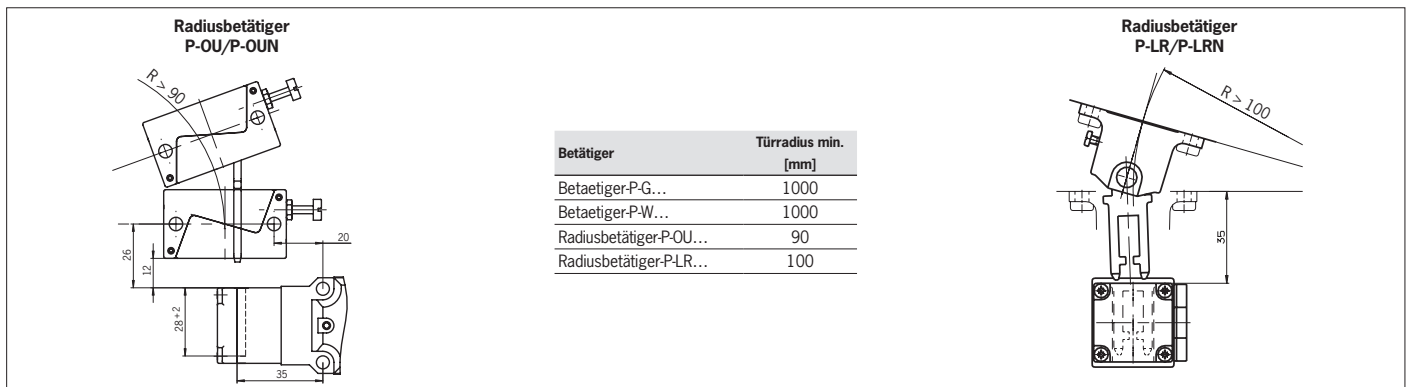 Radiusbetätiger
P-OU/P-OUN
R > 90
20
26
12
28+2
35
Betätiger
Türradius min.
[mm]
Betaetiger-P-G… 1000
Betaetiger-P-W… 1000
Radiusbetätiger-P-OU… 90
Radiusbetätiger-P-LR… 100
Radiusbetätiger
P-LR/P-LRN
R > 100
35